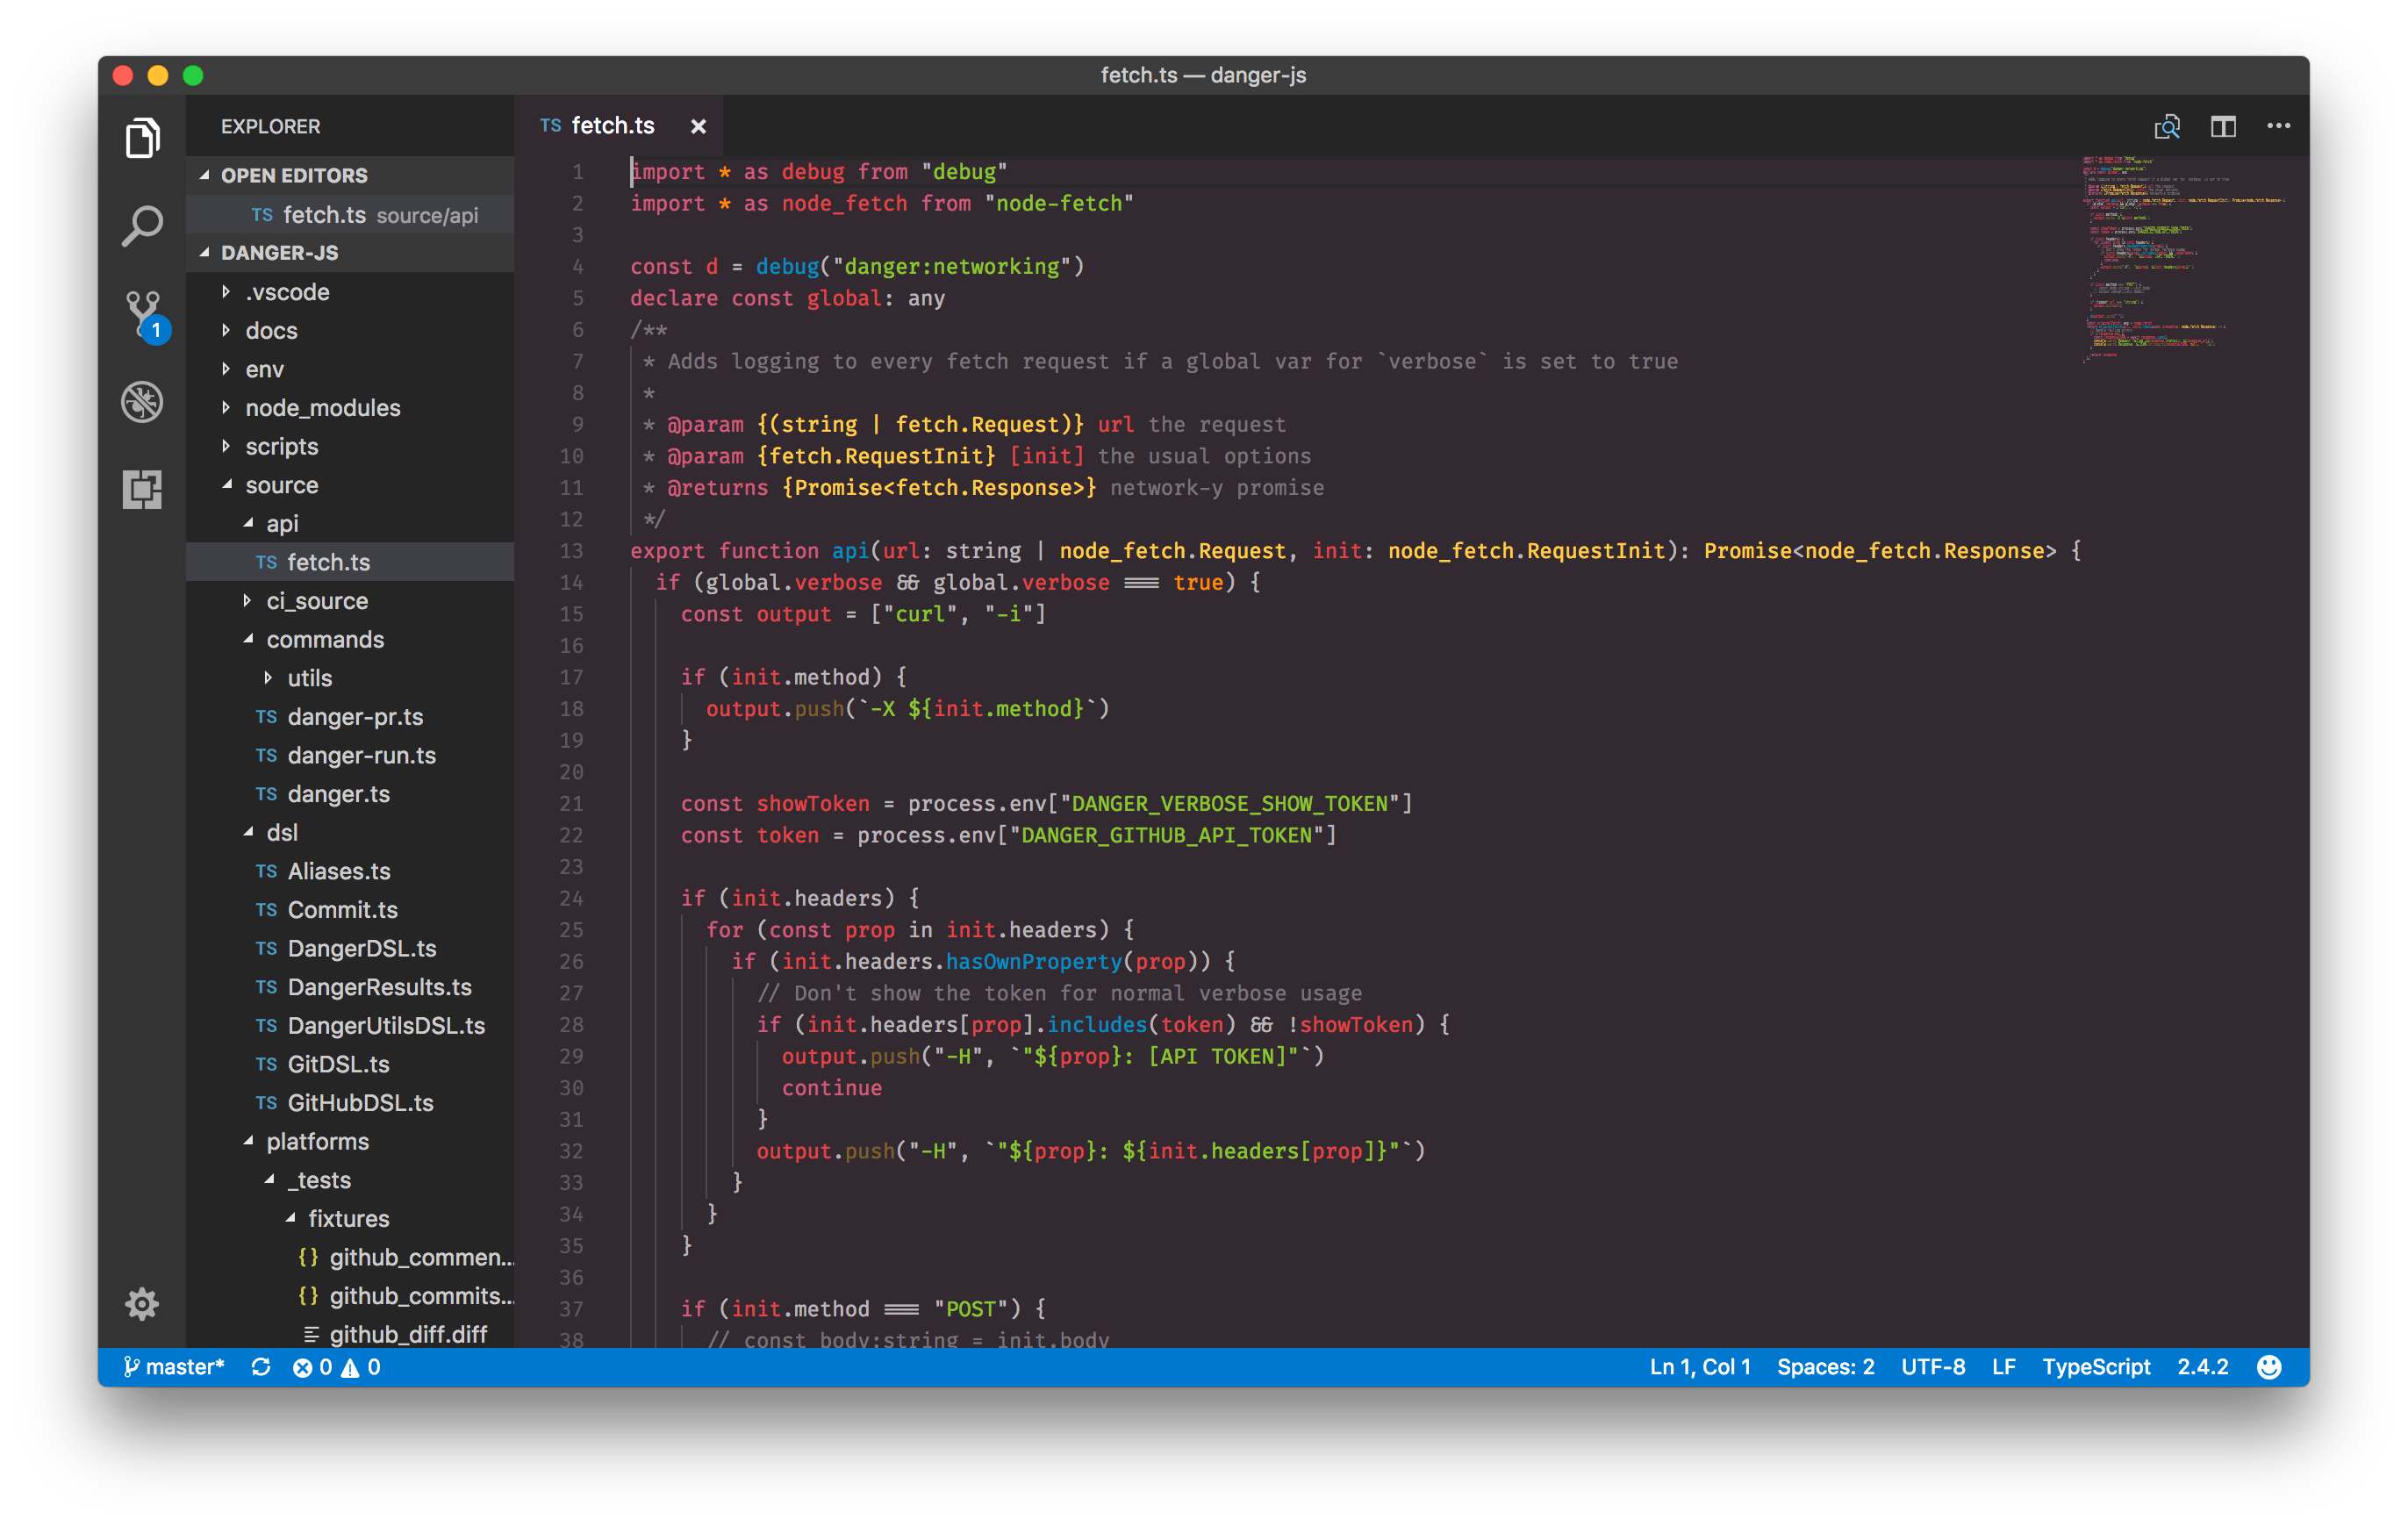 fetch.ts — danger-js
EXPLORER
OPEN EDITORS
TS fetch.ts source/api
DANGER-JS
.vscode
docs
1
env
node_modules
scripts
source
api
TS fetch.ts
ci_source
commands
utils
TS danger-pr.ts
TS danger-run.ts
TS danger.ts
dsl
TS Aliases.ts
TS Commit.ts
TS DangerDSL.ts
TS DangerResults.ts
TS DangerUtilsDSL.ts
TS GitDSL.ts
TS GitHubDSL.ts
platforms
_tests
fixtures
{} github_commen...
{} github_commits...
github_diff.diff
TS fetch.ts ×
1 import * as debug from "debug"
2 import * as node_fetch from "node-fetch"
3
4 const d = debug("danger:networking")
5 declare const global: any
6 /**
7 * Adds logging to every fetch request if a global var for `verbose` is set to true
8 *
9 * @param {(string | fetch.Request)} url the request
10 * @param {fetch.RequestInit} [init] the usual options
11 * @returns {Promise<fetch.Response>} network-y promise
12 */
13 export function api(url: string | node_fetch.Request, init: node_fetch.RequestInit): Promise<node_fetch.Response> {
14 if (global.verbose && global.verbose === true) {
15 const output = ["curl", "-i"]
16
17 if (init.method) {
18 output.push(`-X ${init.method}`)
19 }
20
21 const showToken = process.env["DANGER_VERBOSE_SHOW_TOKEN"]
22 const token = process.env["DANGER_GITHUB_API_TOKEN"]
23
24 if (init.headers) {
25 for (const prop in init.headers) {
26 if (init.headers.hasOwnProperty(prop)) {
27 // Don't show the token for normal verbose usage
28 if (init.headers[prop].includes(token) && !showToken) {
29 output.push("-H", `"${prop}: [API TOKEN]"`)
30 continue
31 }
32 output.push("-H", `"${prop}: ${init.headers[prop]}"`)
33 }
34 }
35 }
36
37 if (init.method === "POST") {
38 // const body:string = init.body
master* 0 0 Ln 1, Col 1 Spaces: 2 UTF-8 LF TypeScript 2.4.2